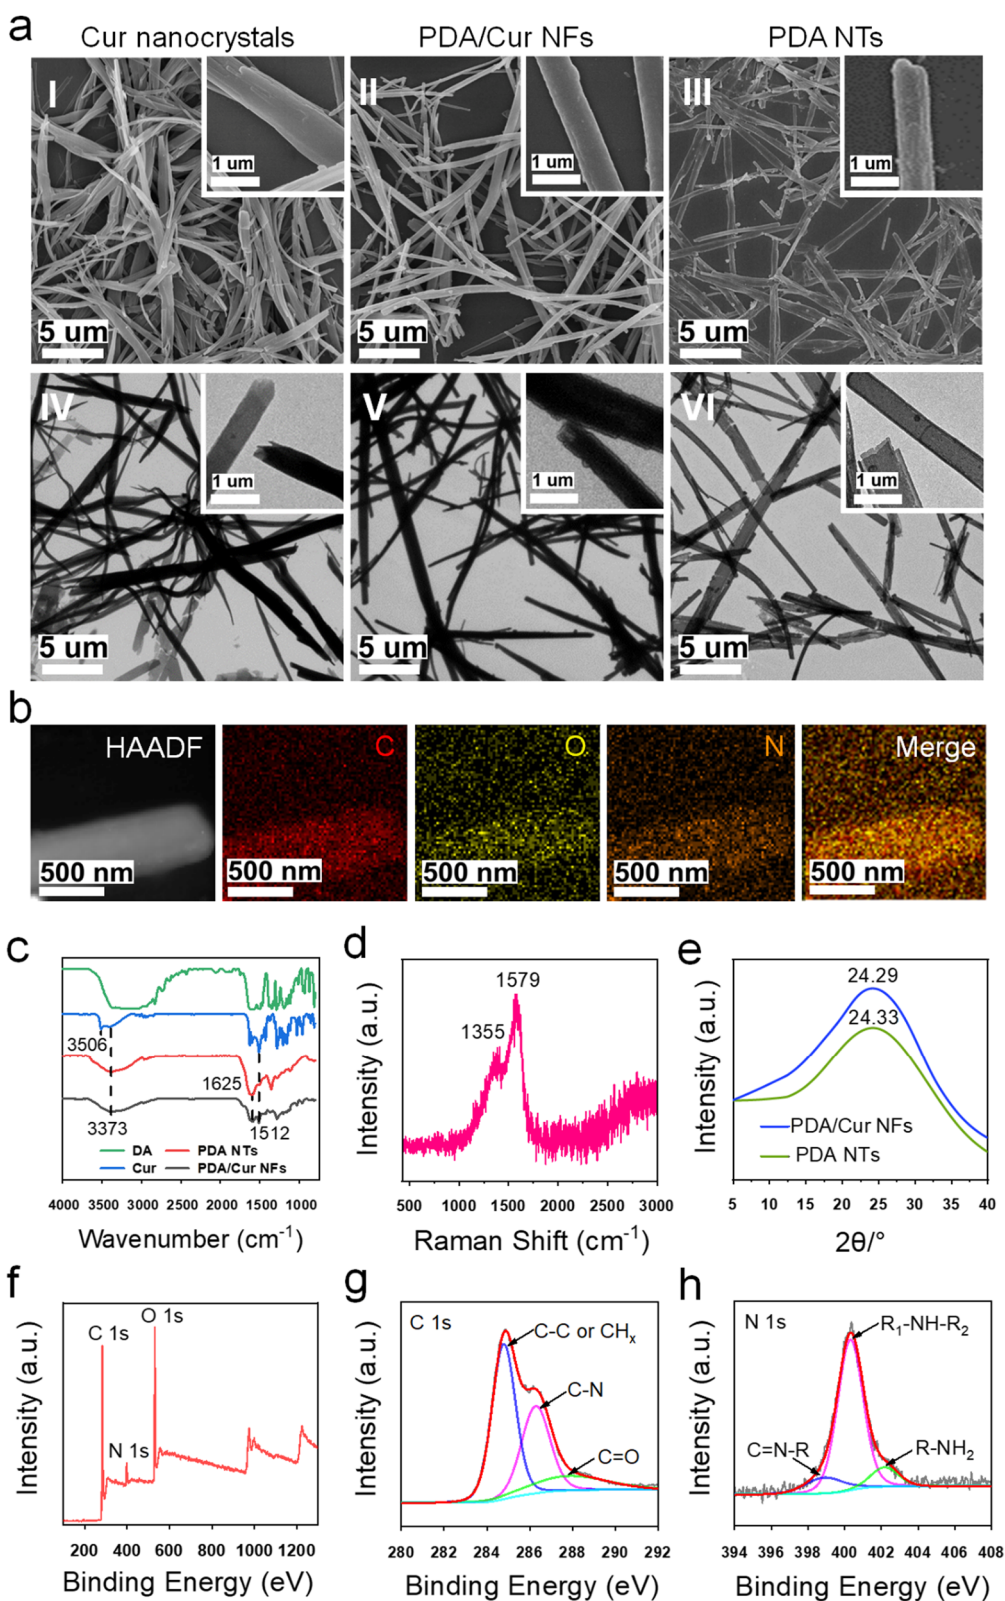 a
Cur nanocrystals PDA/Cur NFs PDA NTs
I 1 um 5 um
II 1 um 5 um
III 1 um 5 um
IV 1 um 5 um
V 1 um 5 um
VI 1 um 5 um
b
HAADF C O N Merge
500 nm 500 nm 500 nm 500 nm 500 nm
c
3506
3373
1625
1512
DA PDA NTs
Cur PDA/Cur NFs
4000 3500 3000 2500 2000 1500 1000
Wavenumber (cm⁻¹)
d
Intensity (a.u.)
1579
1355
500 1000 1500 2000 2500 3000
Raman Shift (cm⁻¹)
e
Intensity (a.u.)
24.29
24.33
PDA/Cur NFs
PDA NTs
5 10 15 20 25 30 35 40
2θ/°
f
Intensity (a.u.)
O 1s
C 1s
N 1s
200 400 600 800 1000 1200
Binding Energy (eV)
g
Intensity (a.u.)
C 1s
C-C or CHₓ
C-N
C=O
280 282 284 286 288 290 292
Binding Energy (eV)
h
Intensity (a.u.)
N 1s
R₁-NH-R₂
C=N-R
R-NH₂
394 396 398 400 402 404 406 408
Binding Energy (eV)